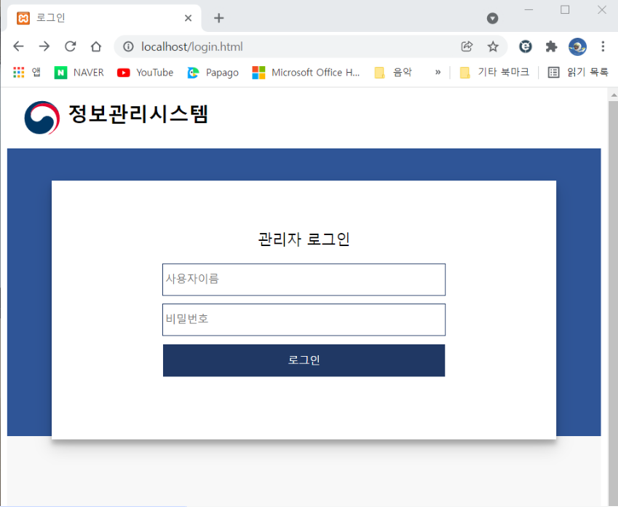 로그인
localhost/login.html
앱 NAVER YouTube Papago Microsoft Office H... 음악 » 기타 북마크 읽기 목록
정보관리시스템
관리자 로그인
사용자이름
비밀번호
로그인